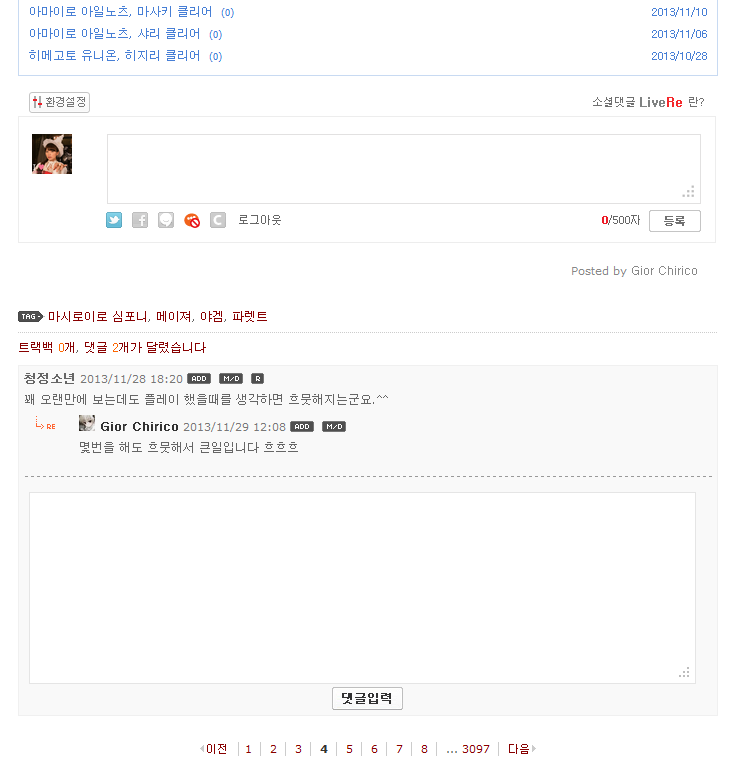 아마이로 아일노츠, 마사키 클리어 (0) 2013/11/10
아마이로 아일노츠, 샤리 클리어 (0) 2013/11/06
히메고토 유니온, 히지리 클리어 (0) 2013/10/28
환경설정 소셜댓글 LiveRe 란?
로그아웃 0/500자 등록
Posted by Gior Chirico
TAG 마시로이로 심포니, 메이져, 야겜, 파렛트
트랙백 0개, 댓글 2개가 달렸습니다
청정소년 2013/11/28 18:20 ADD M/D R
꽤 오랜만에 보는데도 플레이 했을때를 생각하면 흐뭇해지는군요.^^
RE Gior Chirico 2013/11/29 12:08 ADD M/D
몇번을 해도 흐뭇해서 큰일입니다 흐흐흐
댓글입력
이전 1 2 3 4 5 6 7 8 ... 3097 다음